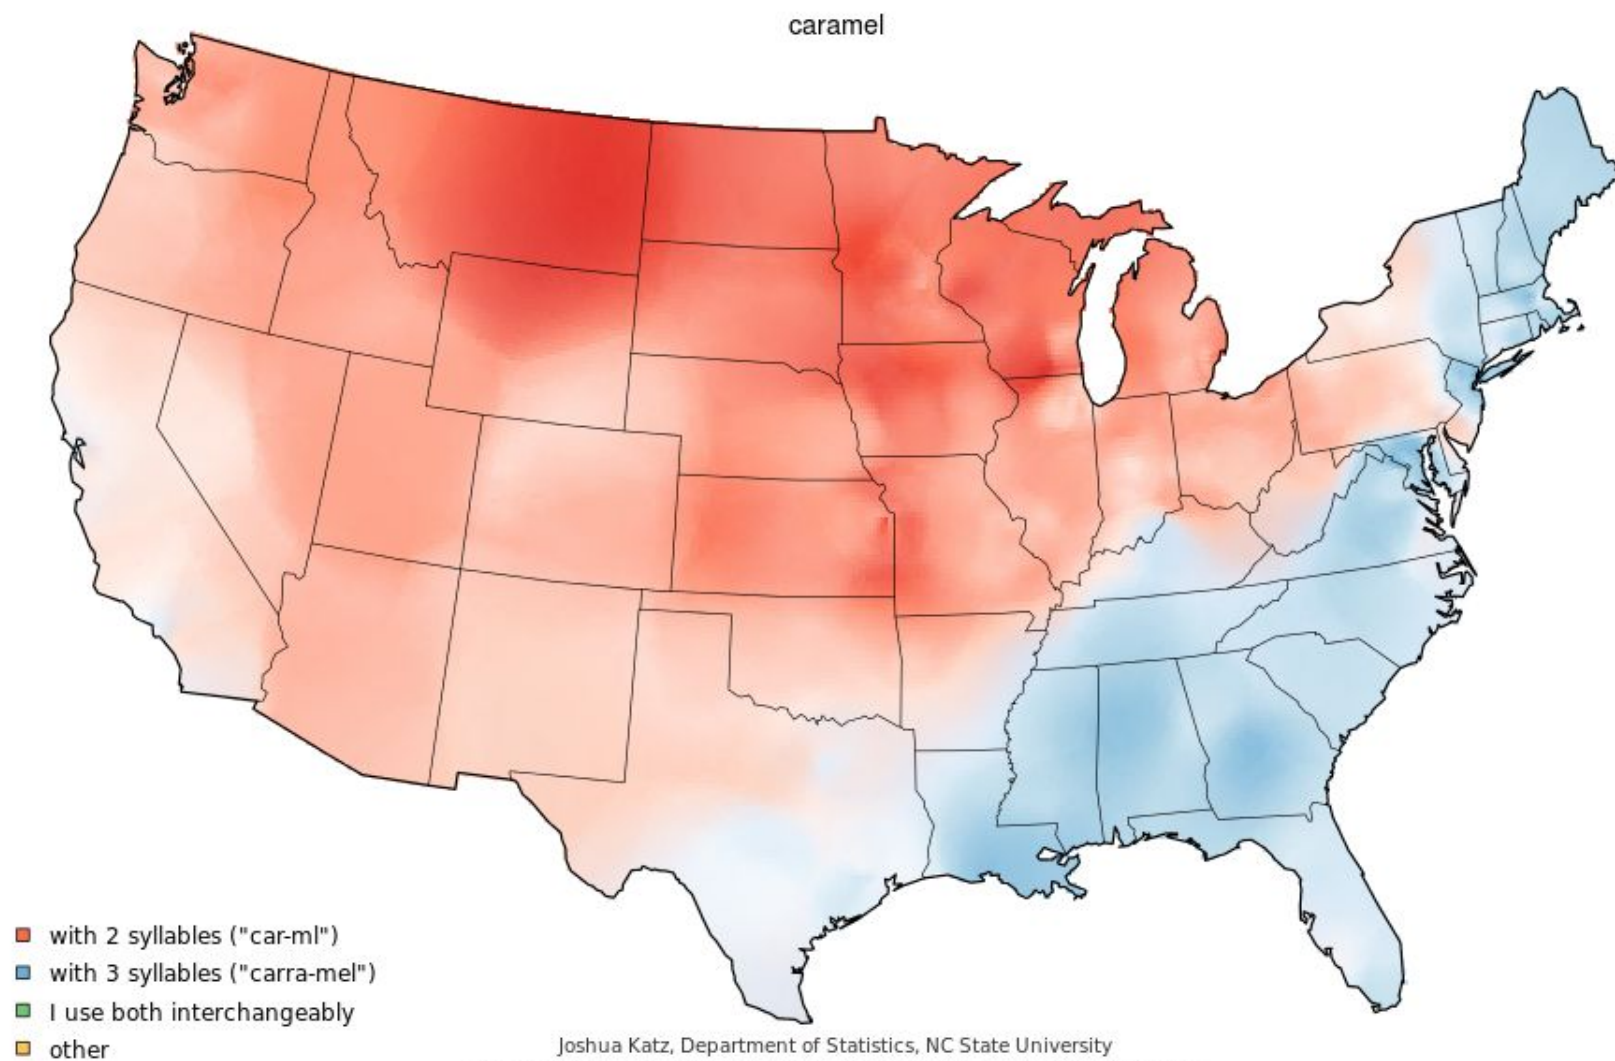 caramel
with 2 syllables ("car-ml")
with 3 syllables ("carra-mel")
I use both interchangeably
other
Joshua Katz, Department of Statistics, NC State University